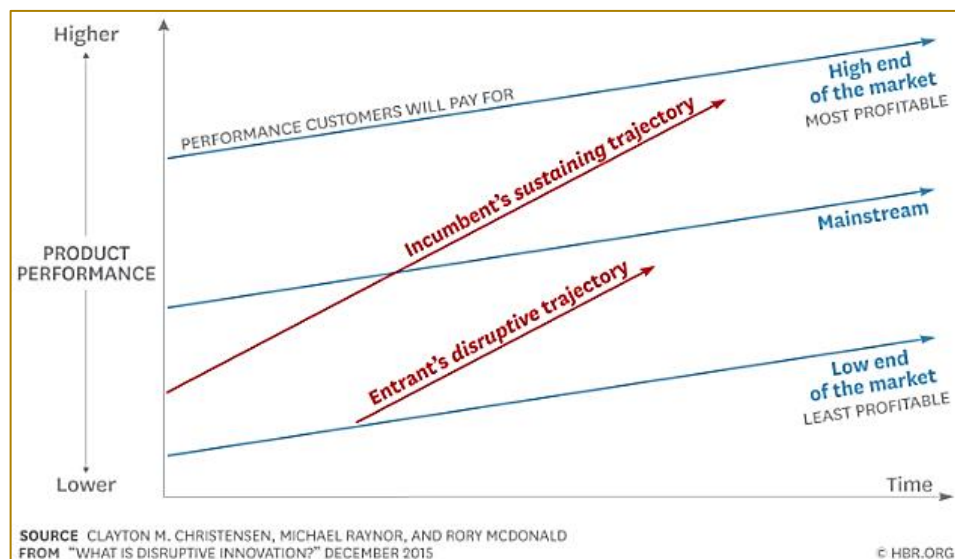 Higher
PERFORMANCE CUSTOMERS WILL PAY FOR
High end
of the market
MOST PROFITABLE
Incumbent's sustaining trajectory
Mainstream
PRODUCT
PERFORMANCE
Entrant's disruptive trajectory
Low end
of the market
LEAST PROFITABLE
Lower
Time
SOURCE CLAYTON M. CHRISTENSEN, MICHAEL RAYNOR, AND RORY MCDONALD
FROM "WHAT IS DISRUPTIVE INNOVATION?" DECEMBER 2015
© HBR.ORG